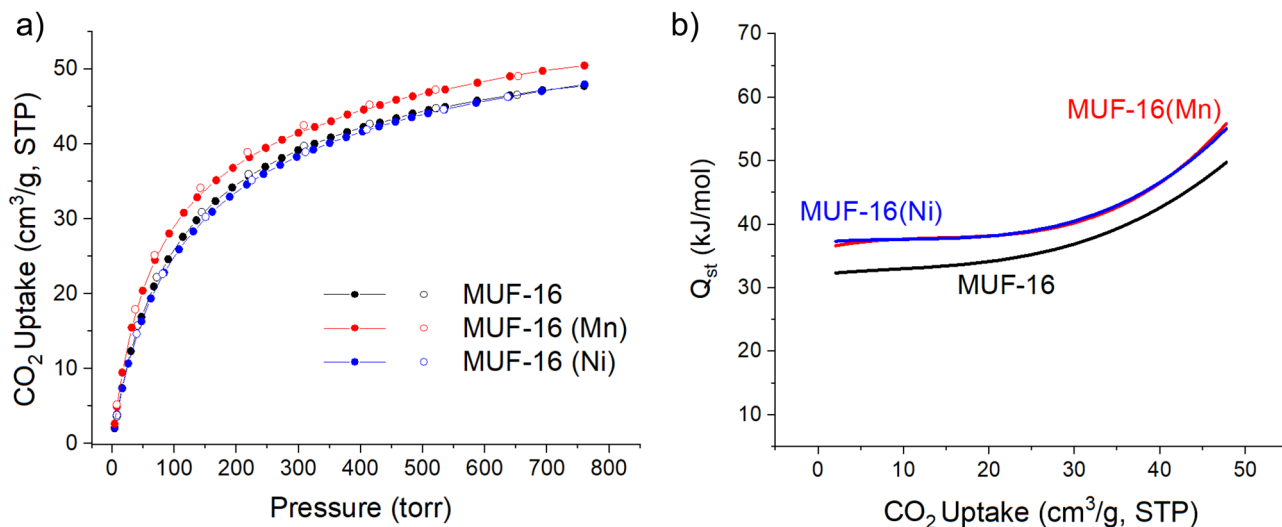 a)
CO₂ Uptake (cm³/g, STP)
50
40
30
20
10
0
MUF-16
MUF-16 (Mn)
MUF-16 (Ni)
0 100 200 300 400 500 600 700 800
Pressure (torr)
b)
Qst (kJ/mol)
70
60
50
40
30
20
10
MUF-16(Mn)
MUF-16(Ni)
MUF-16
0 10 20 30 40 50
CO₂ Uptake (cm³/g, STP)